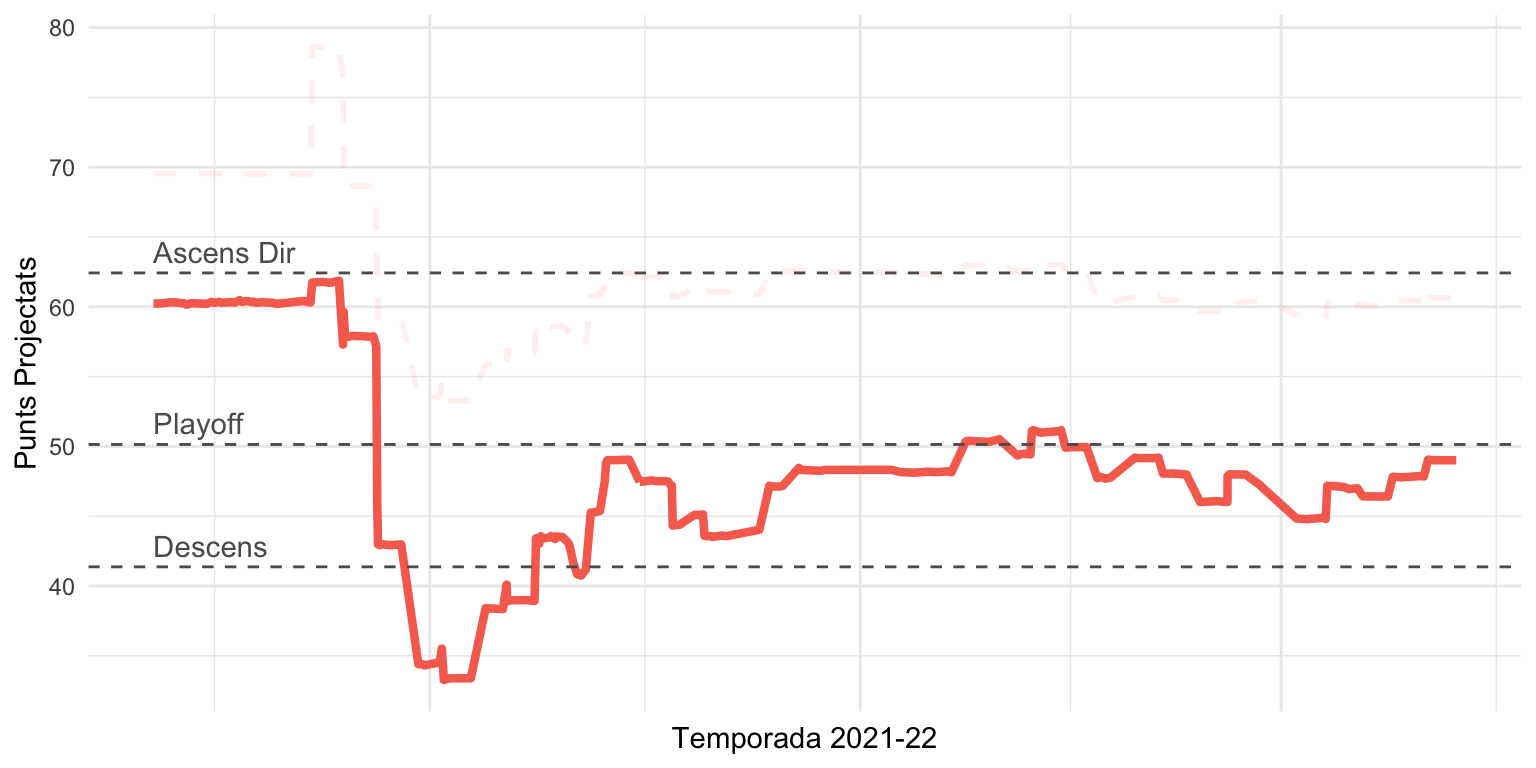 80
70
60
50
40
Punts Projectats
Ascens Dir
Playoff
Descens
Temporada 2021-22